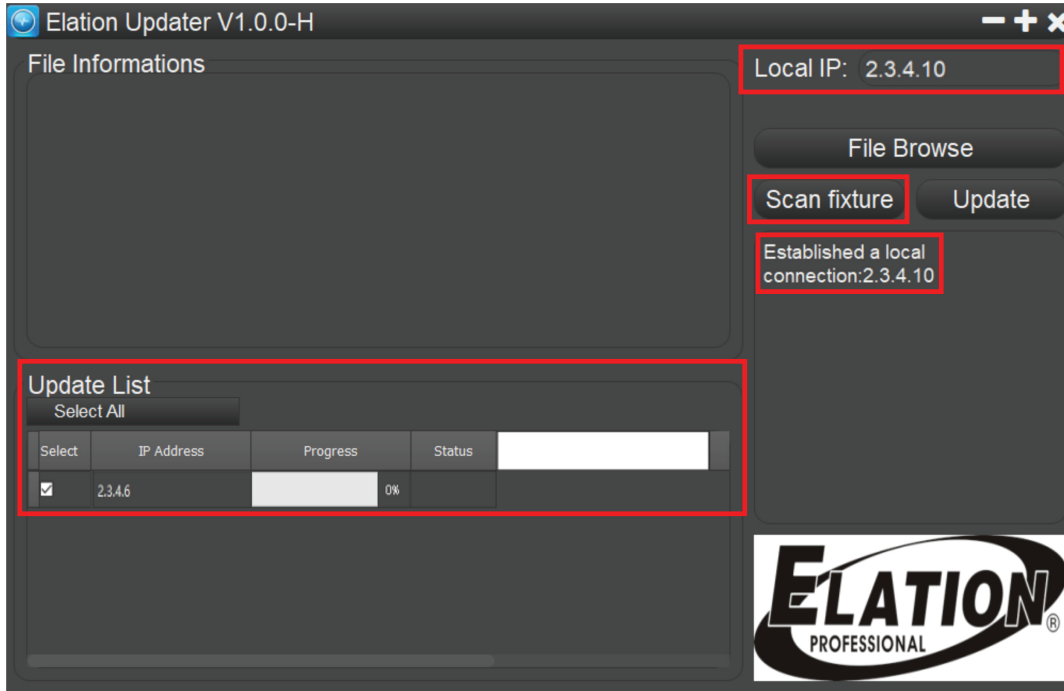 Elation Updater V1.0.0-H
File Informations
Local IP: 2.3.4.10
File Browse
Scan fixture
Update
Established a local
connection:2.3.4.10
Update List
Select All
Select IP Address Progress Status
2.3.4.6 0%
ELATION®
PROFESSIONAL